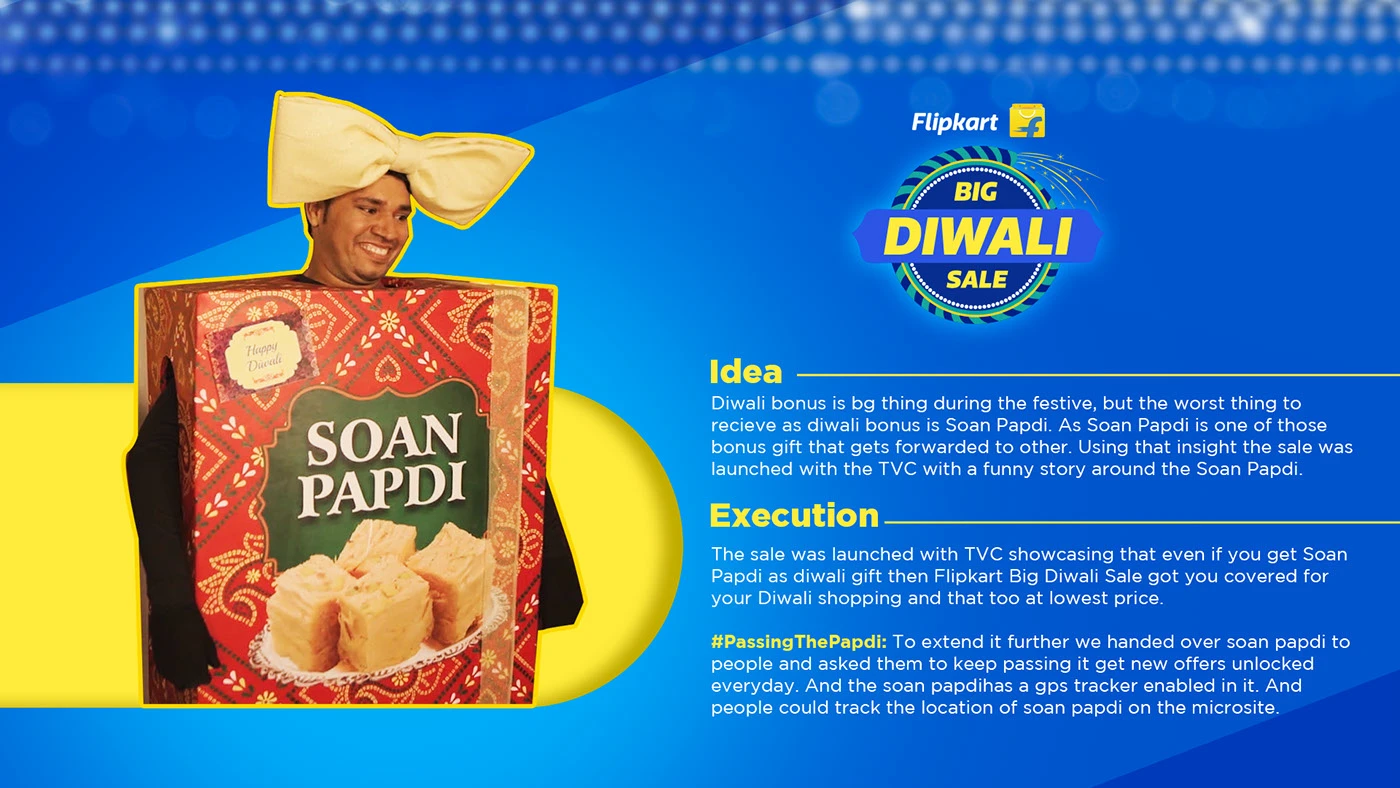 Flipkart
BIG
DIWALI
SALE
Happy
Diwali
SOAN
PAPDI
Idea
Diwali bonus is bg thing during the festive, but the worst thing to
recieve as diwali bonus is Soan Papdi. As Soan Papdi is one of those
bonus gift that gets forwarded to other. Using that insight the sale was
launched with the TVC with a funny story around the Soan Papdi.
Execution
The sale was launched with TVC showcasing that even if you get Soan
Papdi as diwali gift then Flipkart Big Diwali Sale got you covered for
your Diwali shopping and that too at lowest price.
#PassingThePapdi: To extend it further we handed over soan papdi to
people and asked them to keep passing it get new offers unlocked
everyday. And the soan papdihas a gps tracker enabled in it. And
people could track the location of soan papdi on the microsite.